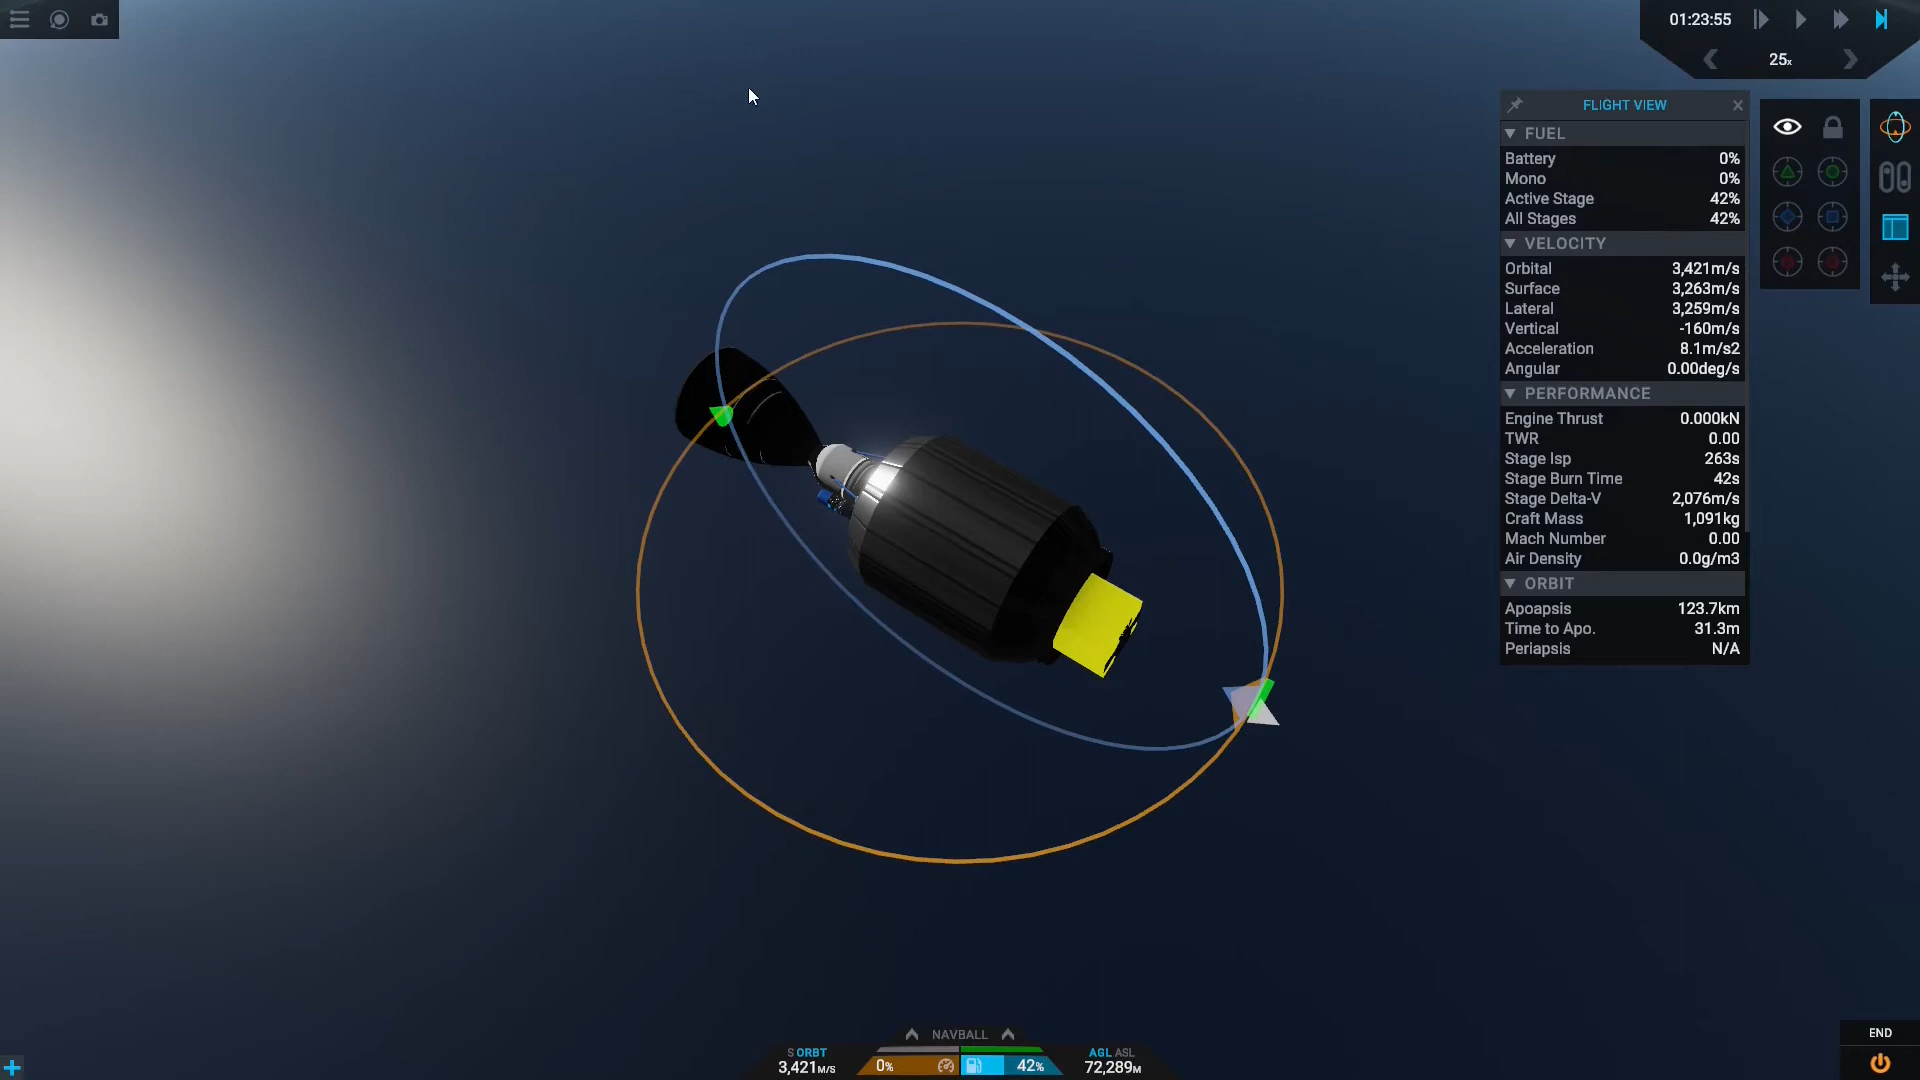 01:23:55
25x
FLIGHT VIEW
FUEL
Battery 0%
Mono 0%
Active Stage 42%
All Stages 42%
VELOCITY
Orbital 3,421m/s
Surface 3,263m/s
Lateral 3,259m/s
Vertical -160m/s
Acceleration 8.1m/s2
Angular 0.00deg/s
PERFORMANCE
Engine Thrust 0.000kN
TWR 0.00
Stage Isp 263s
Stage Burn Time 42s
Stage Delta-V 2,076m/s
Craft Mass 1,091kg
Mach Number 0.00
Air Density 0.0g/m3
ORBIT
Apoapsis 123.7km
Time to Apo. 31.3m
Periapsis N/A
NAVBALL
S ORBT
3,421M/S
0%
42%
AGL ASL
72,289M
END